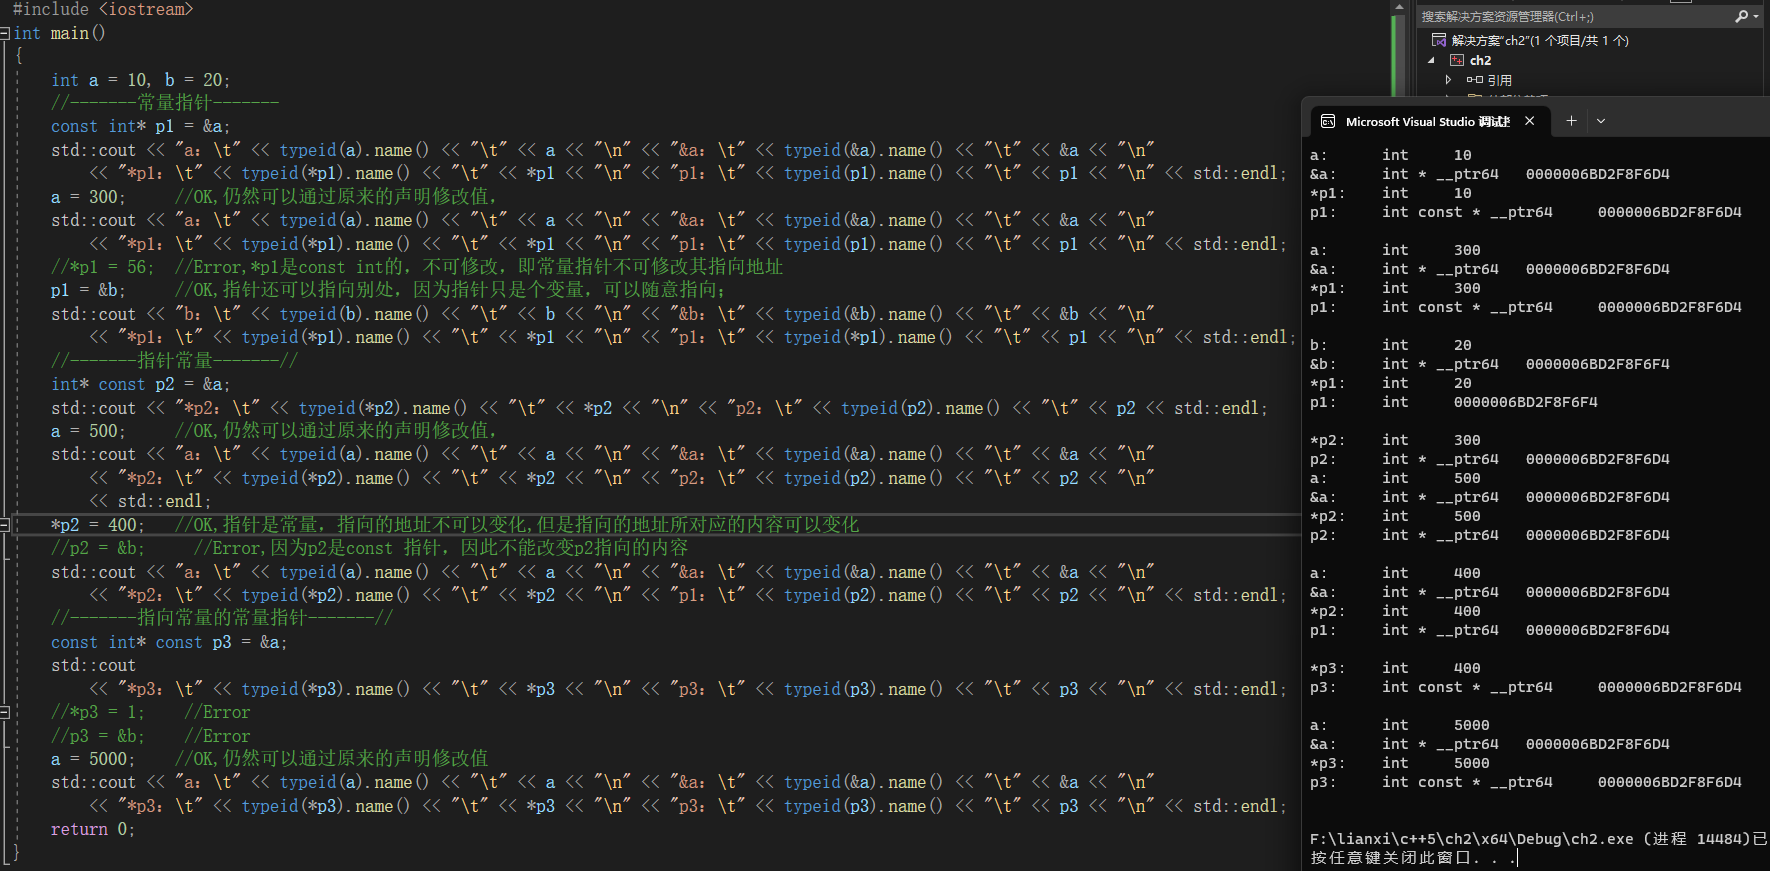 #include <iostream>
int main()
{
int a = 10, b = 20;
//-------常量指针-------
const int* p1 = &a;
std::cout << "a：\t" << typeid(a).name() << "\t" << a << "\n" << "&a：\t" << typeid(&a).name() << "\t" << &a << "\n"
<< "*p1：\t" << typeid(*p1).name() << "\t" << *p1 << "\n" << "p1：\t" << typeid(p1).name() << "\t" << p1 << "\n" << std::endl;
a = 300; //OK,仍然可以通过原来的声明修改值，
std::cout << "a：\t" << typeid(a).name() << "\t" << a << "\n" << "&a：\t" << typeid(&a).name() << "\t" << &a << "\n"
<< "*p1：\t" << typeid(*p1).name() << "\t" << *p1 << "\n" << "p1：\t" << typeid(p1).name() << "\t" << p1 << "\n" << std::endl;
//*p1 = 56; //Error,*p1是const int的，不可修改，即常量指针不可修改其指向地址
p1 = &b; //OK,指针还可以指向别处，因为指针只是个变量，可以随意指向；
std::cout << "b：\t" << typeid(b).name() << "\t" << b << "\n" << "&b：\t" << typeid(&b).name() << "\t" << &b << "\n"
<< "*p1：\t" << typeid(*p1).name() << "\t" << *p1 << "\n" << "p1：\t" << typeid(*p1).name() << "\t" << p1 << "\n" << std::endl;
//-------指针常量-------//
int* const p2 = &a;
std::cout << "*p2：\t" << typeid(*p2).name() << "\t" << *p2 << "\n" << "p2：\t" << typeid(p2).name() << "\t" << p2 << std::endl;
a = 500; //OK,仍然可以通过原来的声明修改值，
std::cout << "a：\t" << typeid(a).name() << "\t" << a << "\n" << "&a：\t" << typeid(&a).name() << "\t" << &a << "\n"
<< "*p2：\t" << typeid(*p2).name() << "\t" << *p2 << "\n" << "p2：\t" << typeid(p2).name() << "\t" << p2 << "\n"
<< std::endl;
*p2 = 400; //OK,指针是常量，指向的地址不可以变化,但是指向的地址所对应的内容可以变化
//p2 = &b; //Error,因为p2是const 指针，因此不能改变p2指向的内容
std::cout << "a：\t" << typeid(a).name() << "\t" << a << "\n" << "&a：\t" << typeid(&a).name() << "\t" << &a << "\n"
<< "*p2：\t" << typeid(*p2).name() << "\t" << *p2 << "\n" << "p1：\t" << typeid(p2).name() << "\t" << p2 << "\n" << std::endl;
//-------指向常量的常量指针-------//
const int* const p3 = &a;
std::cout
<< "*p3：\t" << typeid(*p3).name() << "\t" << *p3 << "\n" << "p3：\t" << typeid(p3).name() << "\t" << p3 << "\n" << std::endl;
//*p3 = 1; //Error
//p3 = &b; //Error
a = 5000; //OK,仍然可以通过原来的声明修改值
std::cout << "a：\t" << typeid(a).name() << "\t" << a << "\n" << "&a：\t" << typeid(&a).name() << "\t" << &a << "\n"
<< "*p3：\t" << typeid(*p3).name() << "\t" << *p3 << "\n" << "p3：\t" << typeid(p3).name() << "\t" << p3 << "\n" << std::endl;
return 0;
}
搜索解决方案资源管理器(Ctrl+;)
解决方案“ch2”(1 个项目/共 1 个)
ch2
引用
Microsoft Visual Studio 调试
a： int 10
&a： int * __ptr64 0000006BD2F8F6D4
*p1： int 10
p1： int const * __ptr64 0000006BD2F8F6D4
a： int 300
&a： int * __ptr64 0000006BD2F8F6D4
*p1： int 300
p1： int const * __ptr64 0000006BD2F8F6D4
b： int 20
&b： int * __ptr64 0000006BD2F8F6F4
*p1： int 20
p1： int 0000006BD2F8F6F4
*p2： int 300
p2： int * __ptr64 0000006BD2F8F6D4
a： int 500
&a： int * __ptr64 0000006BD2F8F6D4
*p2： int 500
p2： int * __ptr64 0000006BD2F8F6D4
a： int 400
&a： int * __ptr64 0000006BD2F8F6D4
*p2： int 400
p1： int * __ptr64 0000006BD2F8F6D4
*p3： int 400
p3： int const * __ptr64 0000006BD2F8F6D4
a： int 5000
&a： int * __ptr64 0000006BD2F8F6D4
*p3： int 5000
p3： int const * __ptr64 0000006BD2F8F6D4
F:\lianxi\c++5\ch2\x64\Debug\ch2.exe (进程 14484)已
按任意键关闭此窗口. . .